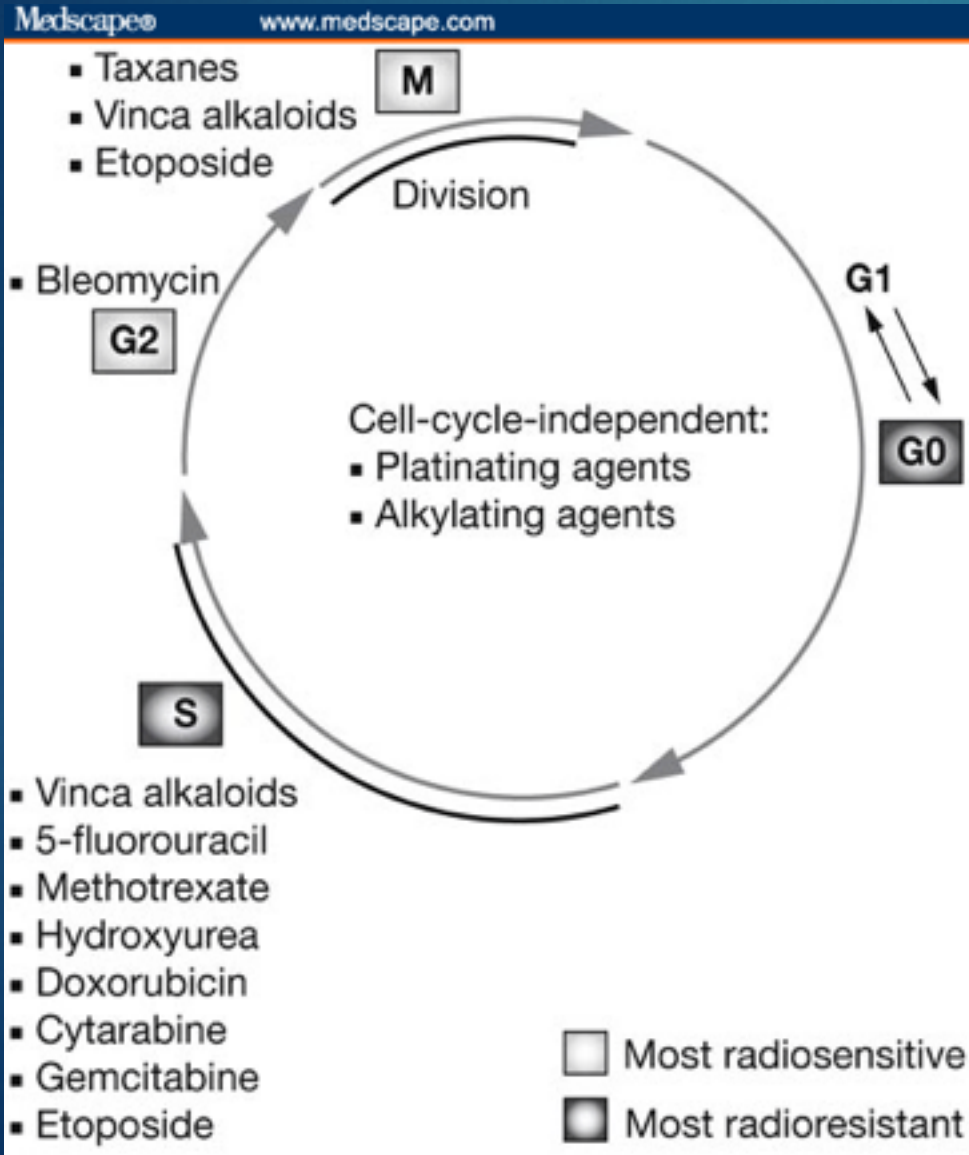 Medscape® www.medscape.com
▪ Taxanes
▪ Vinca alkaloids
▪ Etoposide
M
Division
▪ Bleomycin
G2
G1
G0
Cell-cycle-independent:
▪ Platinating agents
▪ Alkylating agents
S
▪ Vinca alkaloids
▪ 5-fluorouracil
▪ Methotrexate
▪ Hydroxyurea
▪ Doxorubicin
▪ Cytarabine
▪ Gemcitabine
▪ Etoposide
Most radiosensitive
Most radioresistant